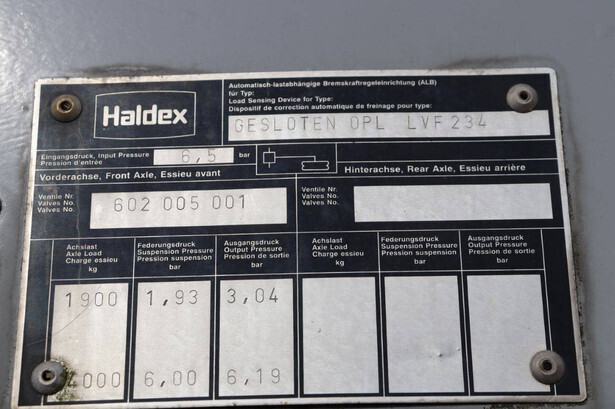 Haldex
Automatisch-lastabhängige Bremskraftregeleinrichtung (ALB)
für Typ:
Load Sensing Device for Type:
Dispositif de correction automatique de freinage pour type:
GESLOTEN OPL LVF 234
Eingangsdruck, Input Pressure
Pression d'entrée
6,5 bar
Vorderachse, Front Axle, Essieu avant
Hinterachse, Rear Axle, Essieu arrière
Ventile Nr.
Valves No.
Valves No.
602 005 001
Ventile Nr.
Valves No.
Valves No.
Achslast
Axle Load
Charge essieu
kg
Federungsdruck
Suspension Pressure
Pression suspension
bar
Ausgangsdruck
Output Pressure
Pression de sortie
bar
Achslast
Axle Load
Charge essieu
kg
Federungsdruck
Suspension Pressure
Pression suspension
bar
Ausgangsdruck
Output Pressure
Pression de sortie
bar
1900 1,93 3,04
4000 6,00 6,19